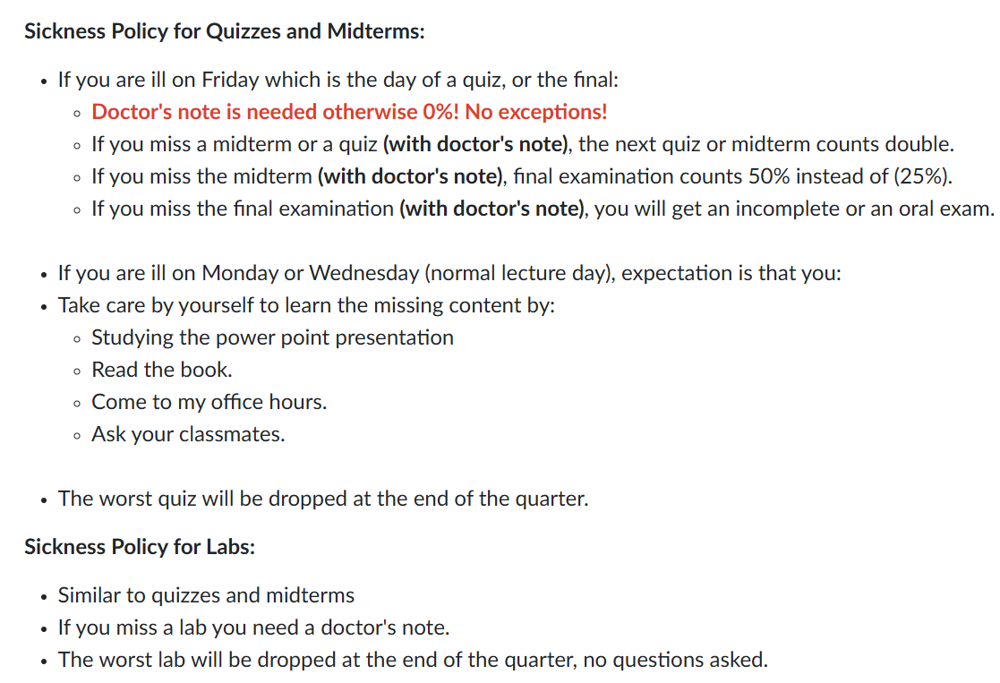 Sickness Policy for Quizzes and Midterms:
• If you are ill on Friday which is the day of a quiz, or the final:
◦ Doctor's note is needed otherwise 0%! No exceptions!
◦ If you miss a midterm or a quiz (with doctor's note), the next quiz or midterm counts double.
◦ If you miss the midterm (with doctor's note), final examination counts 50% instead of (25%).
◦ If you miss the final examination (with doctor's note), you will get an incomplete or an oral exam.
• If you are ill on Monday or Wednesday (normal lecture day), expectation is that you:
• Take care by yourself to learn the missing content by:
◦ Studying the power point presentation
◦ Read the book.
◦ Come to my office hours.
◦ Ask your classmates.
• The worst quiz will be dropped at the end of the quarter.
Sickness Policy for Labs:
• Similar to quizzes and midterms
• If you miss a lab you need a doctor's note.
• The worst lab will be dropped at the end of the quarter, no questions asked.